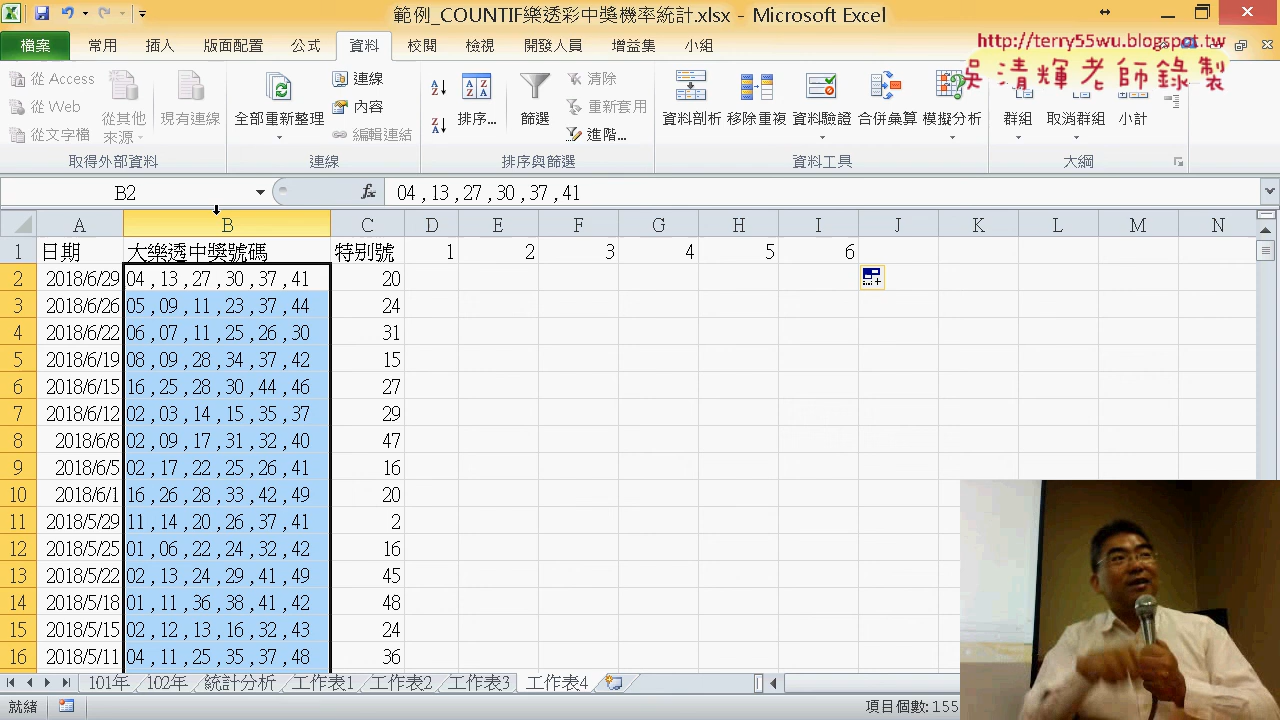 範例_COUNTIF樂透彩中獎機率統計.xlsx - Microsoft Excel
http://terry55wu.blogspot.tw
吳清輝老師錄製
檔案 常用 插入 版面配置 公式 資料 校閱 檢視 開發人員 增益集 小組
從 Access
從 Web
從文字檔
從其他來源
現有連線
取得外部資料
全部重新整理
連線
內容
編輯連結
連線
排序...
篩選
清除
重新套用
進階...
排序與篩選
資料剖析 移除重複 資料驗證 合併彙算 模擬分析
資料工具
群組 取消群組 小計
大綱
B2 fx 04 , 13 , 27 , 30 , 37 , 41
A B C D E F G H I J K L M N
1 日期 大樂透中獎號碼 特別號 1 2 3 4 5 6
2 2018/6/29 04 , 13 , 27 , 30 , 37 , 41 20
3 2018/6/26 05 , 09 , 11 , 23 , 37 , 44 24
4 2018/6/22 06 , 07 , 11 , 25 , 26 , 30 31
5 2018/6/19 08 , 09 , 28 , 34 , 37 , 42 15
6 2018/6/15 16 , 25 , 28 , 30 , 44 , 46 27
7 2018/6/12 02 , 03 , 14 , 15 , 35 , 37 29
8 2018/6/8 02 , 09 , 17 , 31 , 32 , 40 47
9 2018/6/5 02 , 17 , 22 , 25 , 26 , 41 16
10 2018/6/1 16 , 26 , 28 , 33 , 42 , 49 20
11 2018/5/29 11 , 14 , 20 , 26 , 37 , 41 2
12 2018/5/25 01 , 06 , 22 , 24 , 32 , 42 16
13 2018/5/22 02 , 13 , 24 , 29 , 41 , 49 45
14 2018/5/18 01 , 11 , 36 , 38 , 41 , 42 48
15 2018/5/15 02 , 12 , 13 , 16 , 32 , 43 24
16 2018/5/11 04 , 11 , 25 , 35 , 37 , 48 36
101年 102年 統計分析 工作表1 工作表2 工作表3 工作表4
就緒 項目個數: 155